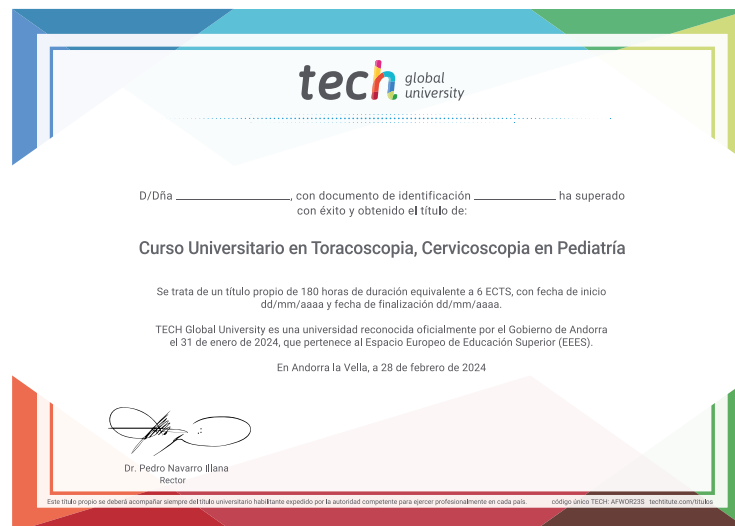 tech global
university
D/Dña ____________, con documento de identificación ____________ ha superado
con éxito y obtenido el título de:
Curso Universitario en Toracoscopia, Cervicoscopia en Pediatría
Se trata de un título propio de 180 horas de duración equivalente a 6 ECTS, con fecha de inicio
dd/mm/aaaa y fecha de finalización dd/mm/aaaa.
TECH Global University es una universidad reconocida oficialmente por el Gobierno de Andorra
el 31 de enero de 2024, que pertenece al Espacio Europeo de Educación Superior (EEES).
En Andorra la Vella, a 28 de febrero de 2024
Dr. Pedro Navarro Illana
Rector
Este título propio se deberá acompañar siempre del título universitario habilitante expedido por la autoridad competente para ejercer profesionalmente en cada país. código único TECH: AFWOR23S techtitute.com/titulos